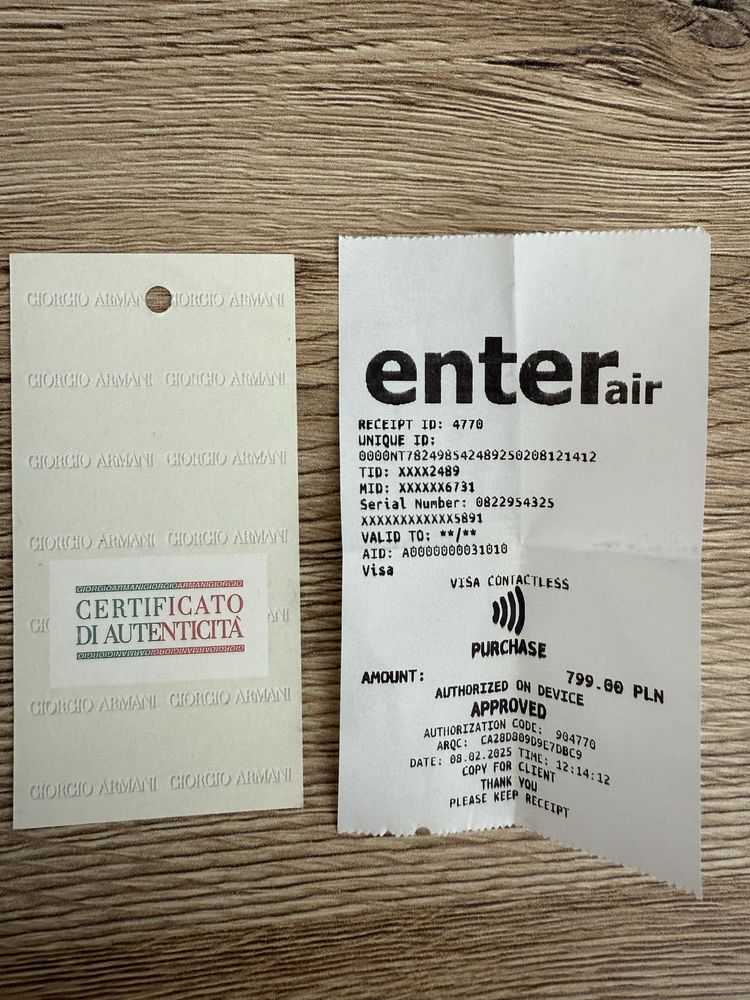 GIORGIO ARMANI GIORGIO ARMANI
GIORGIO ARMANI GIORGIO ARMANI
GIORGIO ARMANI GIORGIO ARMANI
GIORGIO ARMANI GIORGIO ARMANI
GIORGIOARMANIGIORGIOARMANIGIORGIO
CERTIFICATO
DI AUTENTICITÀ
GIORGIO ARMANI GIORGIO ARMANI
GIORGIO ARMANI GIORGIO ARMANI
enter air
RECEIPT ID: 4770
UNIQUE ID:
0000NT782498542489250208121412
TID: XXXX2489
MID: XXXXXX6731
Serial Number: 0822954325
XXXXXXXXXXXX5891
VALID TO: **/**
AID: A0000000031010
Visa
VISA CONTACTLESS
PURCHASE
AMOUNT: 799.00 PLN
AUTHORIZED ON DEVICE
APPROVED
AUTHORIZATION CODE: 904770
ARQC: CA28D809D9E7DBC9
DATE: 08.02.2025 TIME: 12:14:12
COPY FOR CLIENT
THANK YOU
PLEASE KEEP RECEIPT